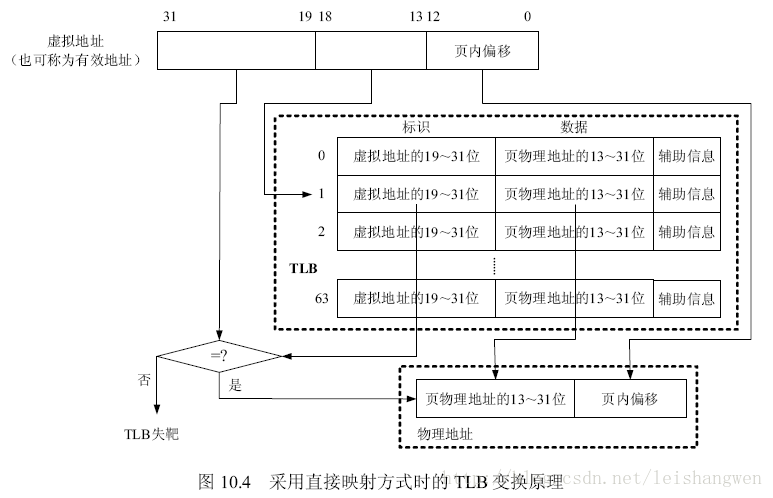 31 19 18 13 12 0
虚拟地址
(也可称为有效地址)
页内偏移
标识 数据
0 虚拟地址的19~31位 页物理地址的13~31位 辅助信息
1 虚拟地址的19~31位 页物理地址的13~31位 辅助信息
2 虚拟地址的19~31位 页物理地址的13~31位 辅助信息
TLB ......
63 虚拟地址的19~31位 页物理地址的13~31位 辅助信息
=?
否 是
页物理地址的13~31位 页内偏移
TLB失靶 物理地址
图 10.4 采用直接映射方式时的 TLB 变换原理
csdn.net/leishangwen